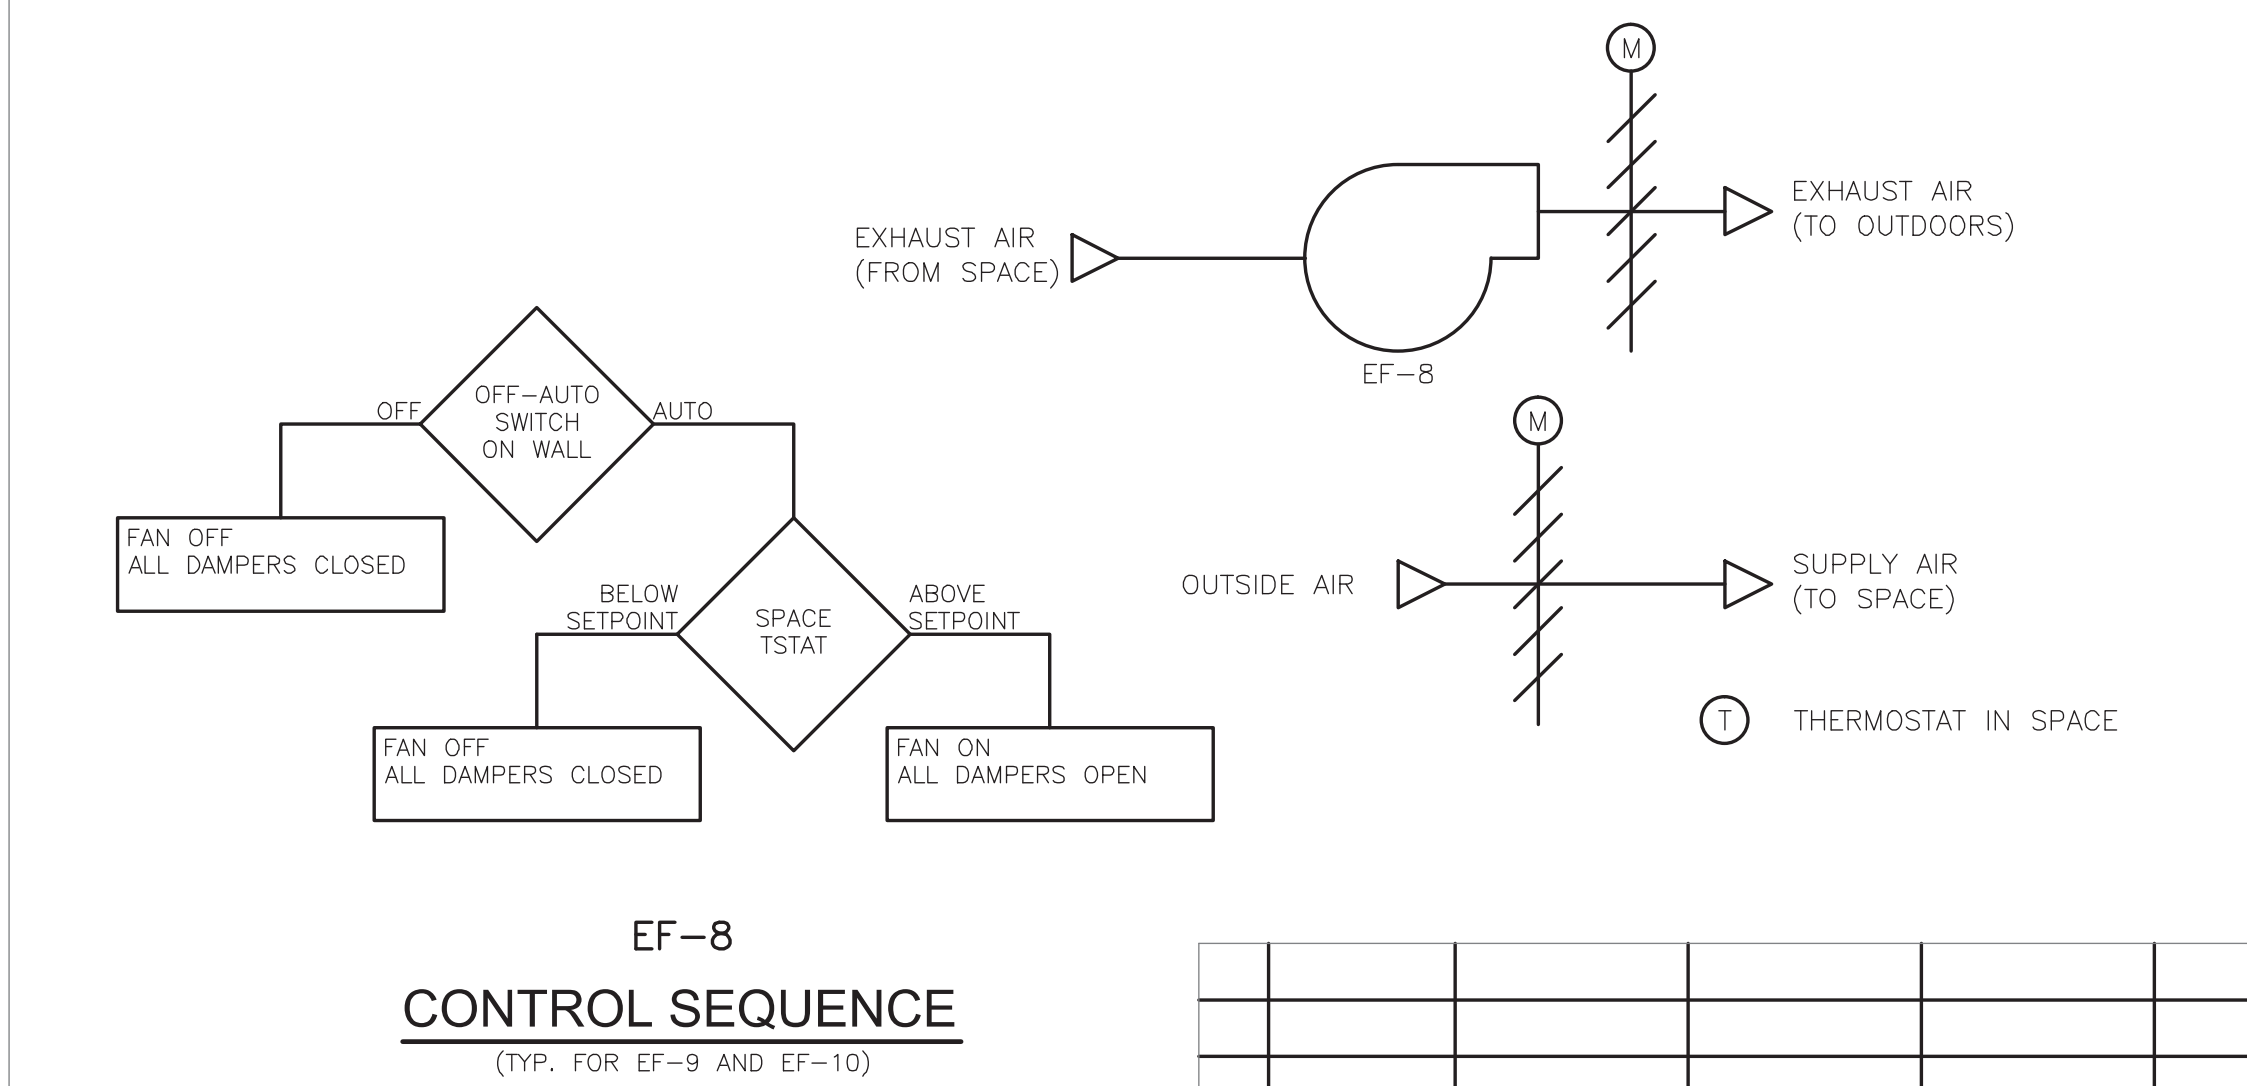 M
EXHAUST AIR
(FROM SPACE)
EXHAUST AIR
(TO OUTDOORS)
EF-8
OFF
OFF-AUTO
SWITCH
ON WALL
AUTO
M
FAN OFF
ALL DAMPERS CLOSED
BELOW
SETPOINT
SPACE
TSTAT
ABOVE
SETPOINT
OUTSIDE AIR
SUPPLY AIR
(TO SPACE)
T
THERMOSTAT IN SPACE
FAN OFF
ALL DAMPERS CLOSED
FAN ON
ALL DAMPERS OPEN
EF-8
CONTROL SEQUENCE
(TYP. FOR EF-9 AND EF-10)